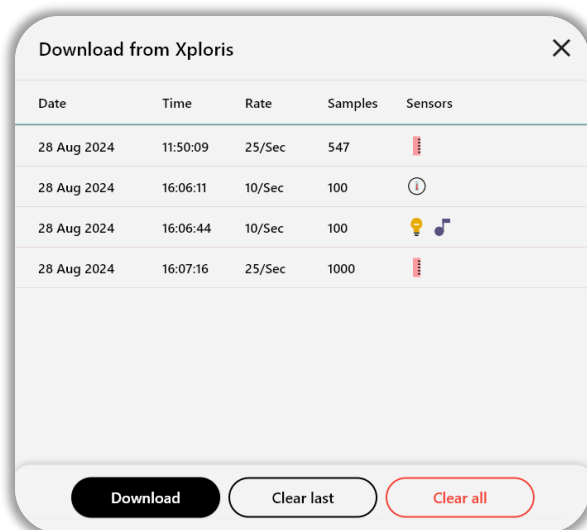 Download from Xploris
Date Time Rate Samples Sensors
28 Aug 2024 11:50:09 25/Sec 547
28 Aug 2024 16:06:11 10/Sec 100
28 Aug 2024 16:06:44 10/Sec 100
28 Aug 2024 16:07:16 25/Sec 1000
Download Clear last Clear all